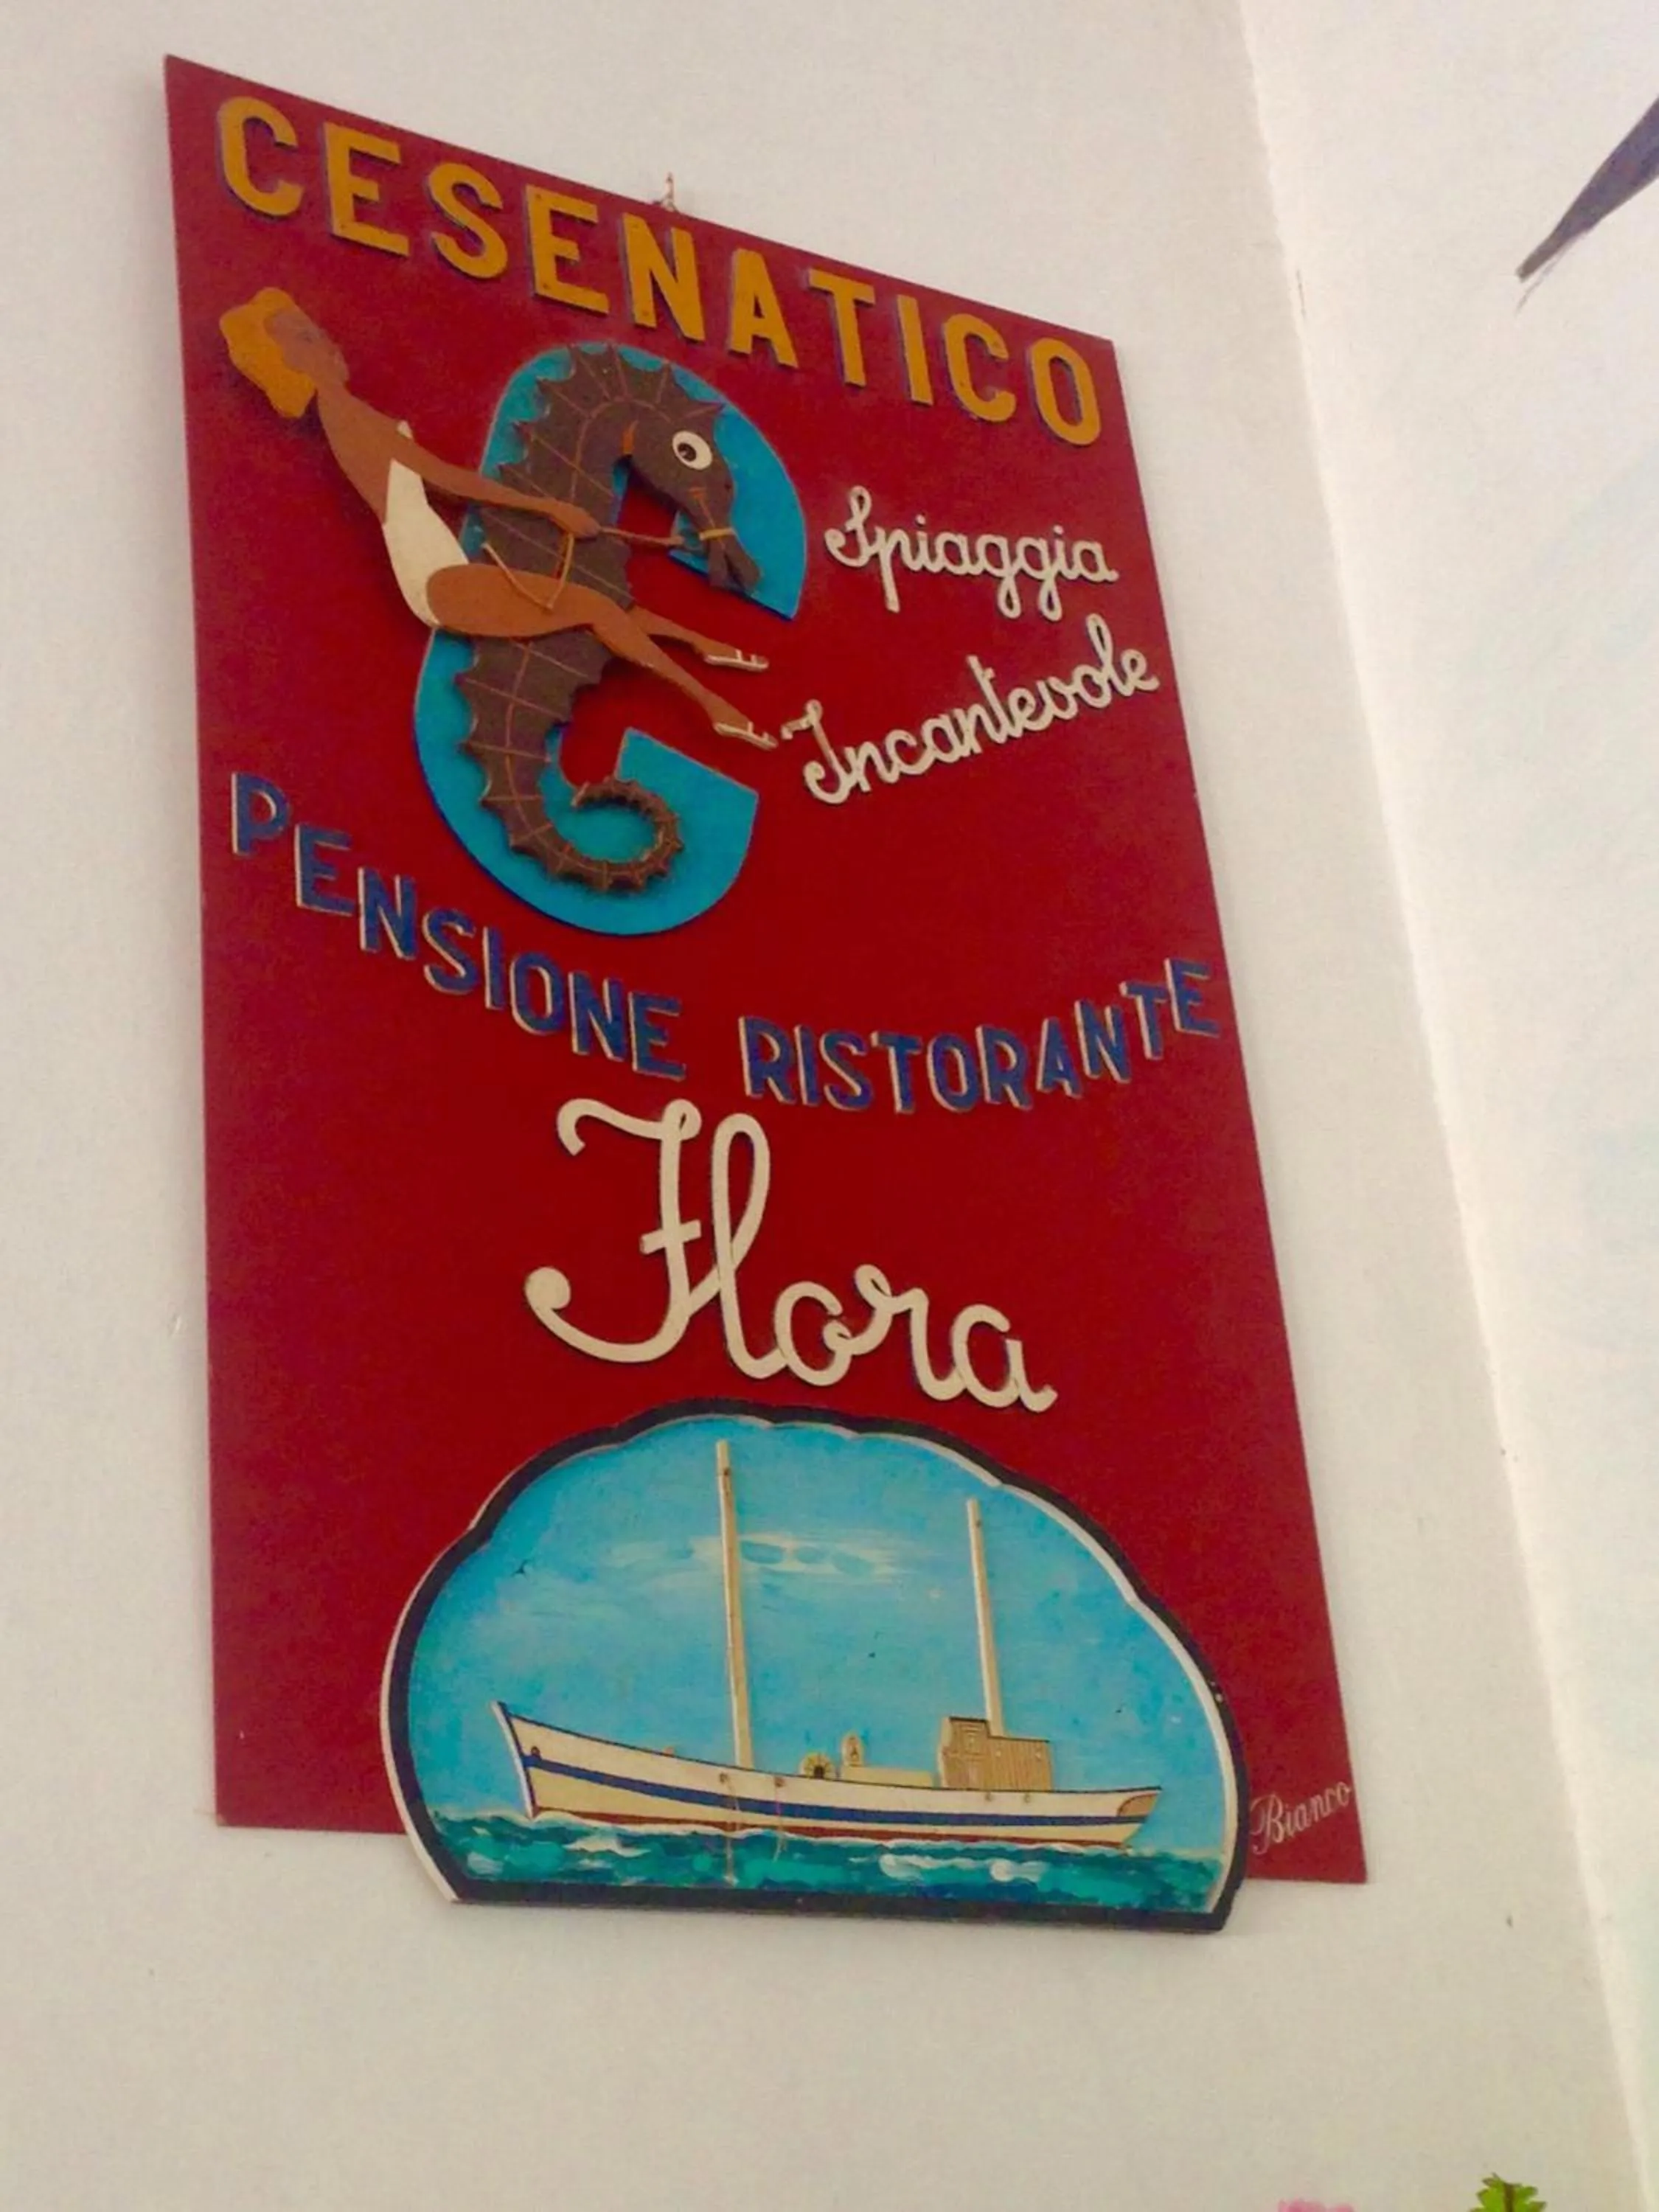 CESENATICO
Spiaggia
Incantevole
PENSIONE RISTORANTE
Flora
Bianco